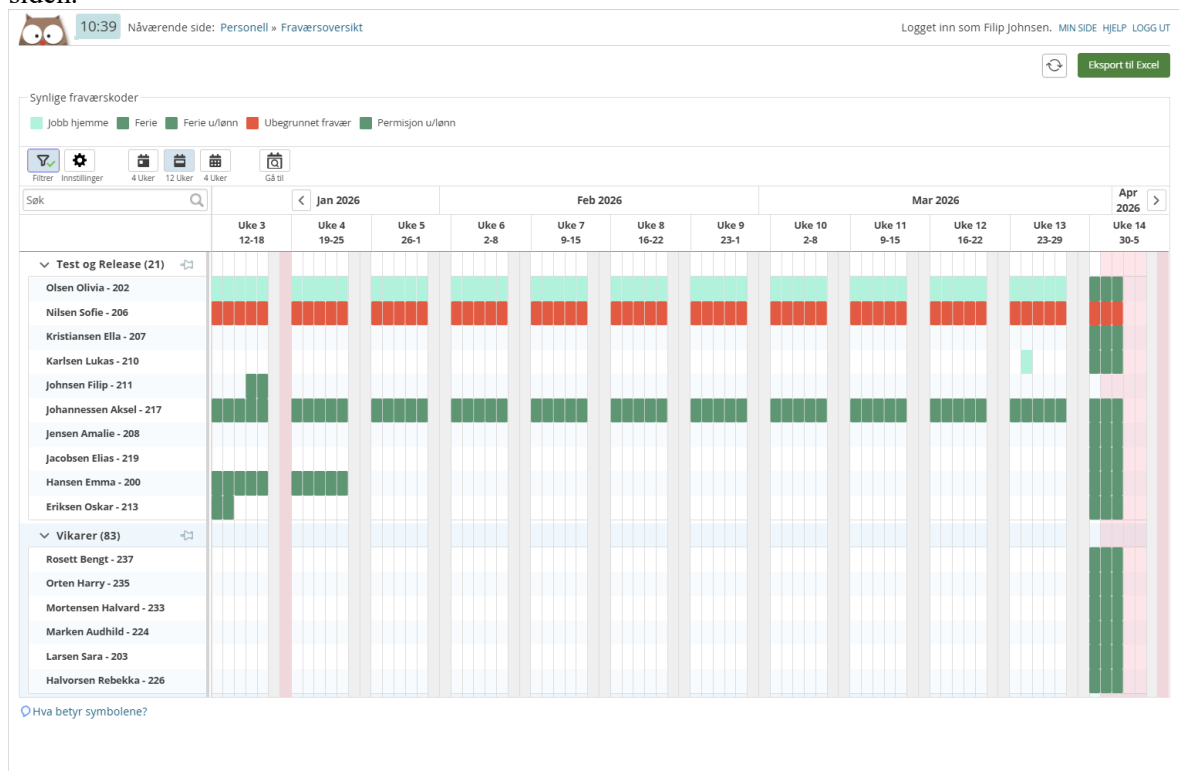 siden.
10:39 Nåværende side: Personell » Fraværsoversikt Logget inn som Filip Johnsen. MIN SIDE HJELP LOGG UT
Eksport til Excel
Synlige fraværskoder
Jobb hjemme Ferie Ferie u/lønn Ubegrunnet fravær Permisjon u/lønn
Filtrer Innstillinger 4 Uker 12 Uker 4 Uker Gå til
Søk Jan 2026 Feb 2026 Mar 2026 Apr 2026
Uke 3 Uke 4 Uke 5 Uke 6 Uke 7 Uke 8 Uke 9 Uke 10 Uke 11 Uke 12 Uke 13 Uke 14
12-18 19-25 26-1 2-8 9-15 16-22 23-1 2-8 9-15 16-22 23-29 30-5
Test og Release (21)
Olsen Olivia - 202
Nilsen Sofie - 206
Kristiansen Ella - 207
Karlsen Lukas - 210
Johnsen Filip - 211
Johannessen Aksel - 217
Jensen Amalie - 208
Jacobsen Elias - 219
Hansen Emma - 200
Eriksen Oskar - 213
Vikarer (83)
Rosett Bengt - 237
Orten Harry - 235
Mortensen Halvard - 233
Marken Audhild - 224
Larsen Sara - 203
Halvorsen Rebekka - 226
Hva betyr symbolene?